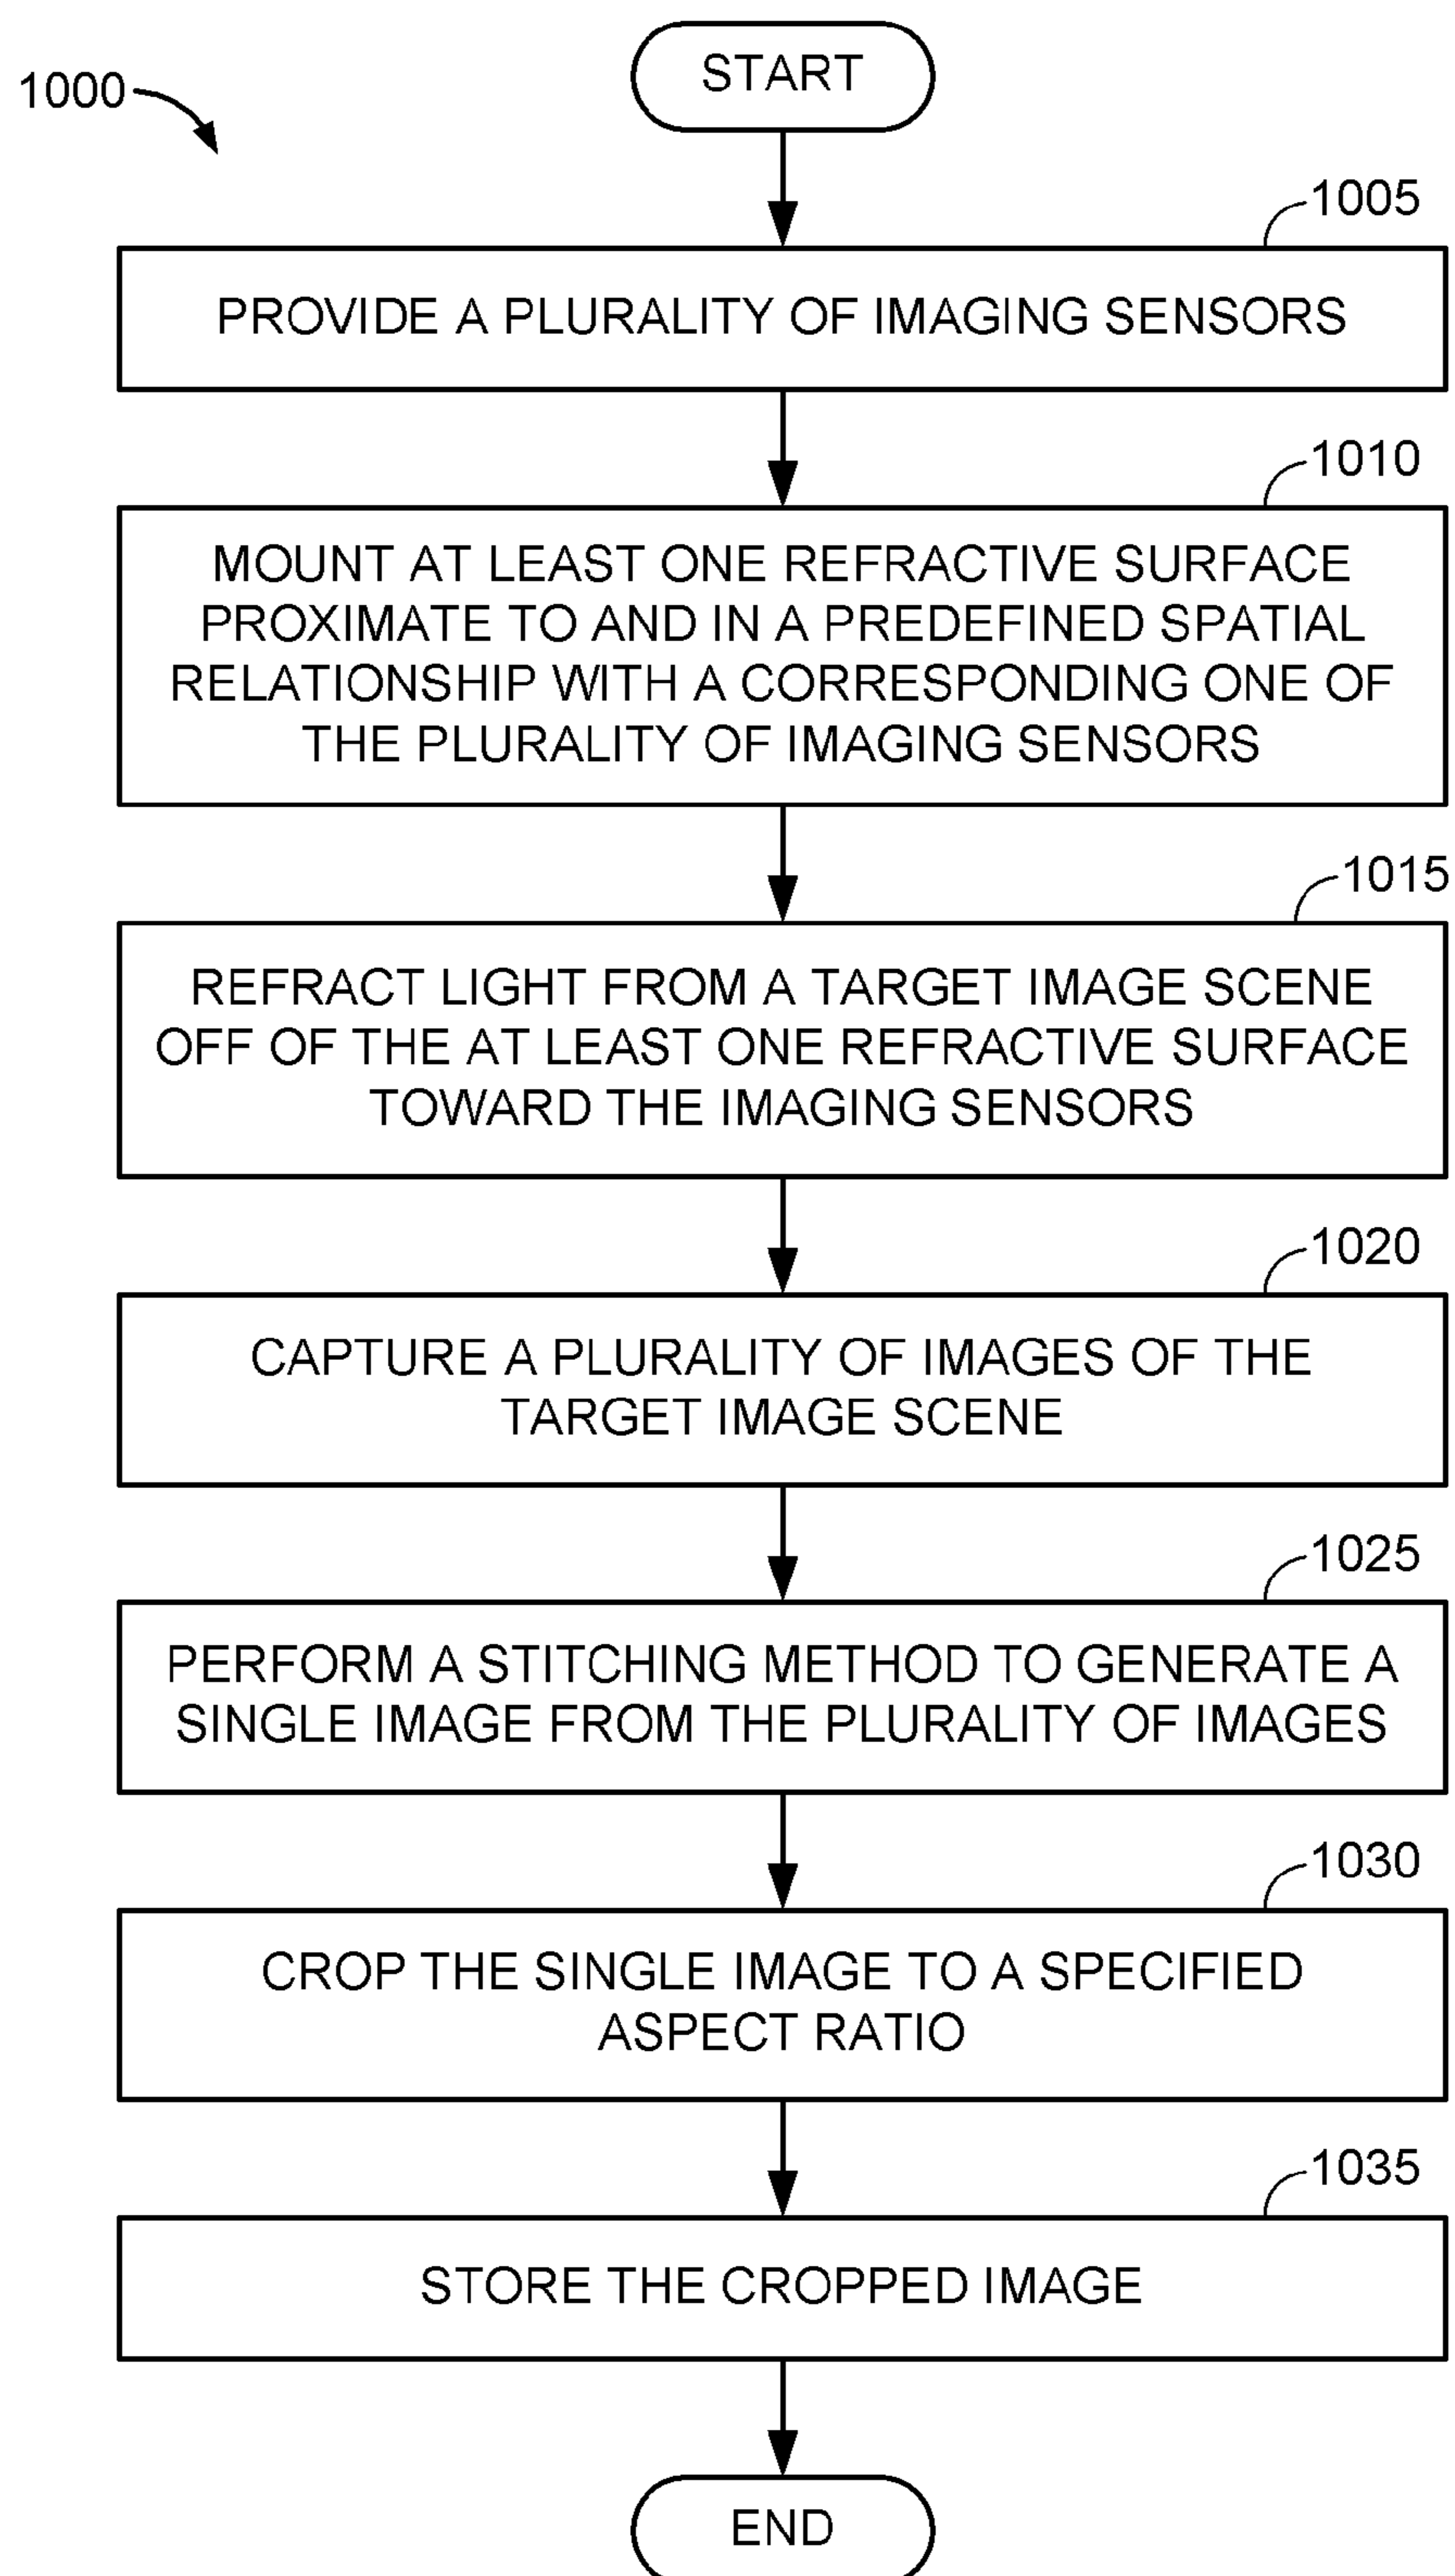 START
1000
1005
PROVIDE A PLURALITY OF IMAGING SENSORS
1010
MOUNT AT LEAST ONE REFRACTIVE SURFACE
PROXIMATE TO AND IN A PREDEFINED SPATIAL
RELATIONSHIP WITH A CORRESPONDING ONE OF
THE PLURALITY OF IMAGING SENSORS
1015
REFRACT LIGHT FROM A TARGET IMAGE SCENE
OFF OF THE AT LEAST ONE REFRACTIVE SURFACE
TOWARD THE IMAGING SENSORS
1020
CAPTURE A PLURALITY OF IMAGES OF THE
TARGET IMAGE SCENE
1025
PERFORM A STITCHING METHOD TO GENERATE A
SINGLE IMAGE FROM THE PLURALITY OF IMAGES
1030
CROP THE SINGLE IMAGE TO A SPECIFIED
ASPECT RATIO
1035
STORE THE CROPPED IMAGE
END